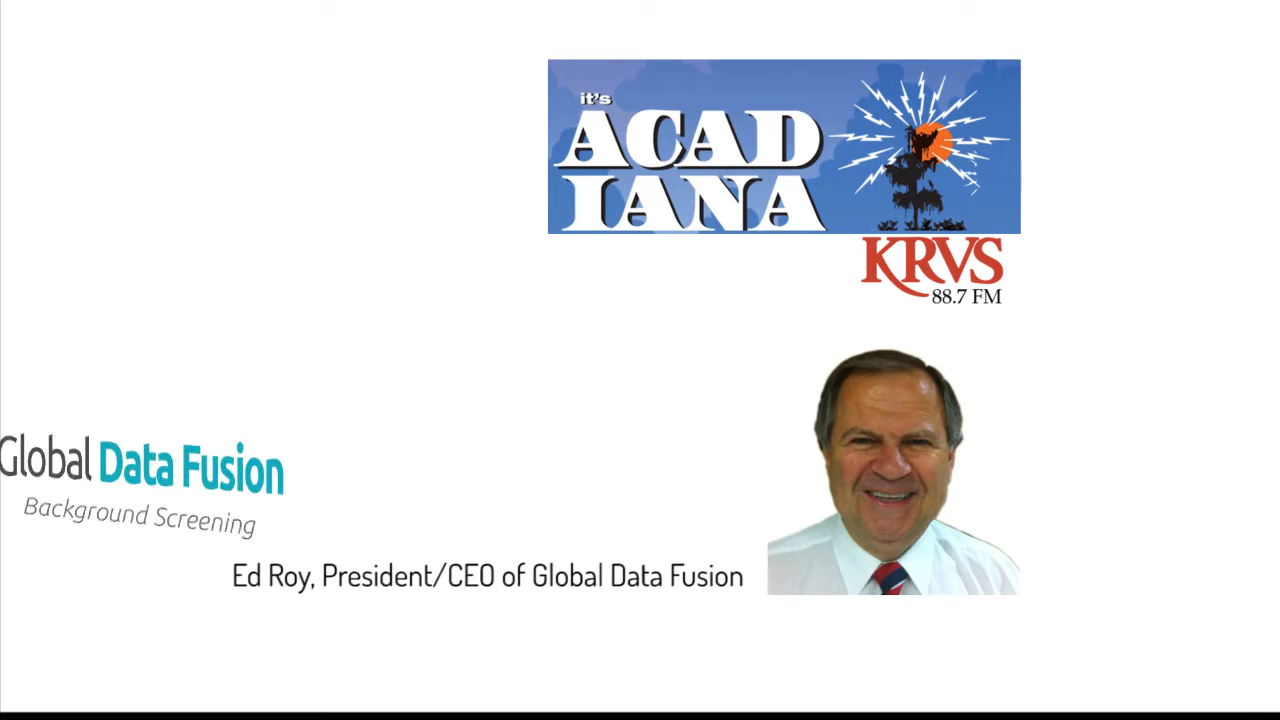 it's
ACAD
IANA
KRVS
88.7 FM
Global Data Fusion
Background Screening
Ed Roy, President/CEO of Global Data Fusion